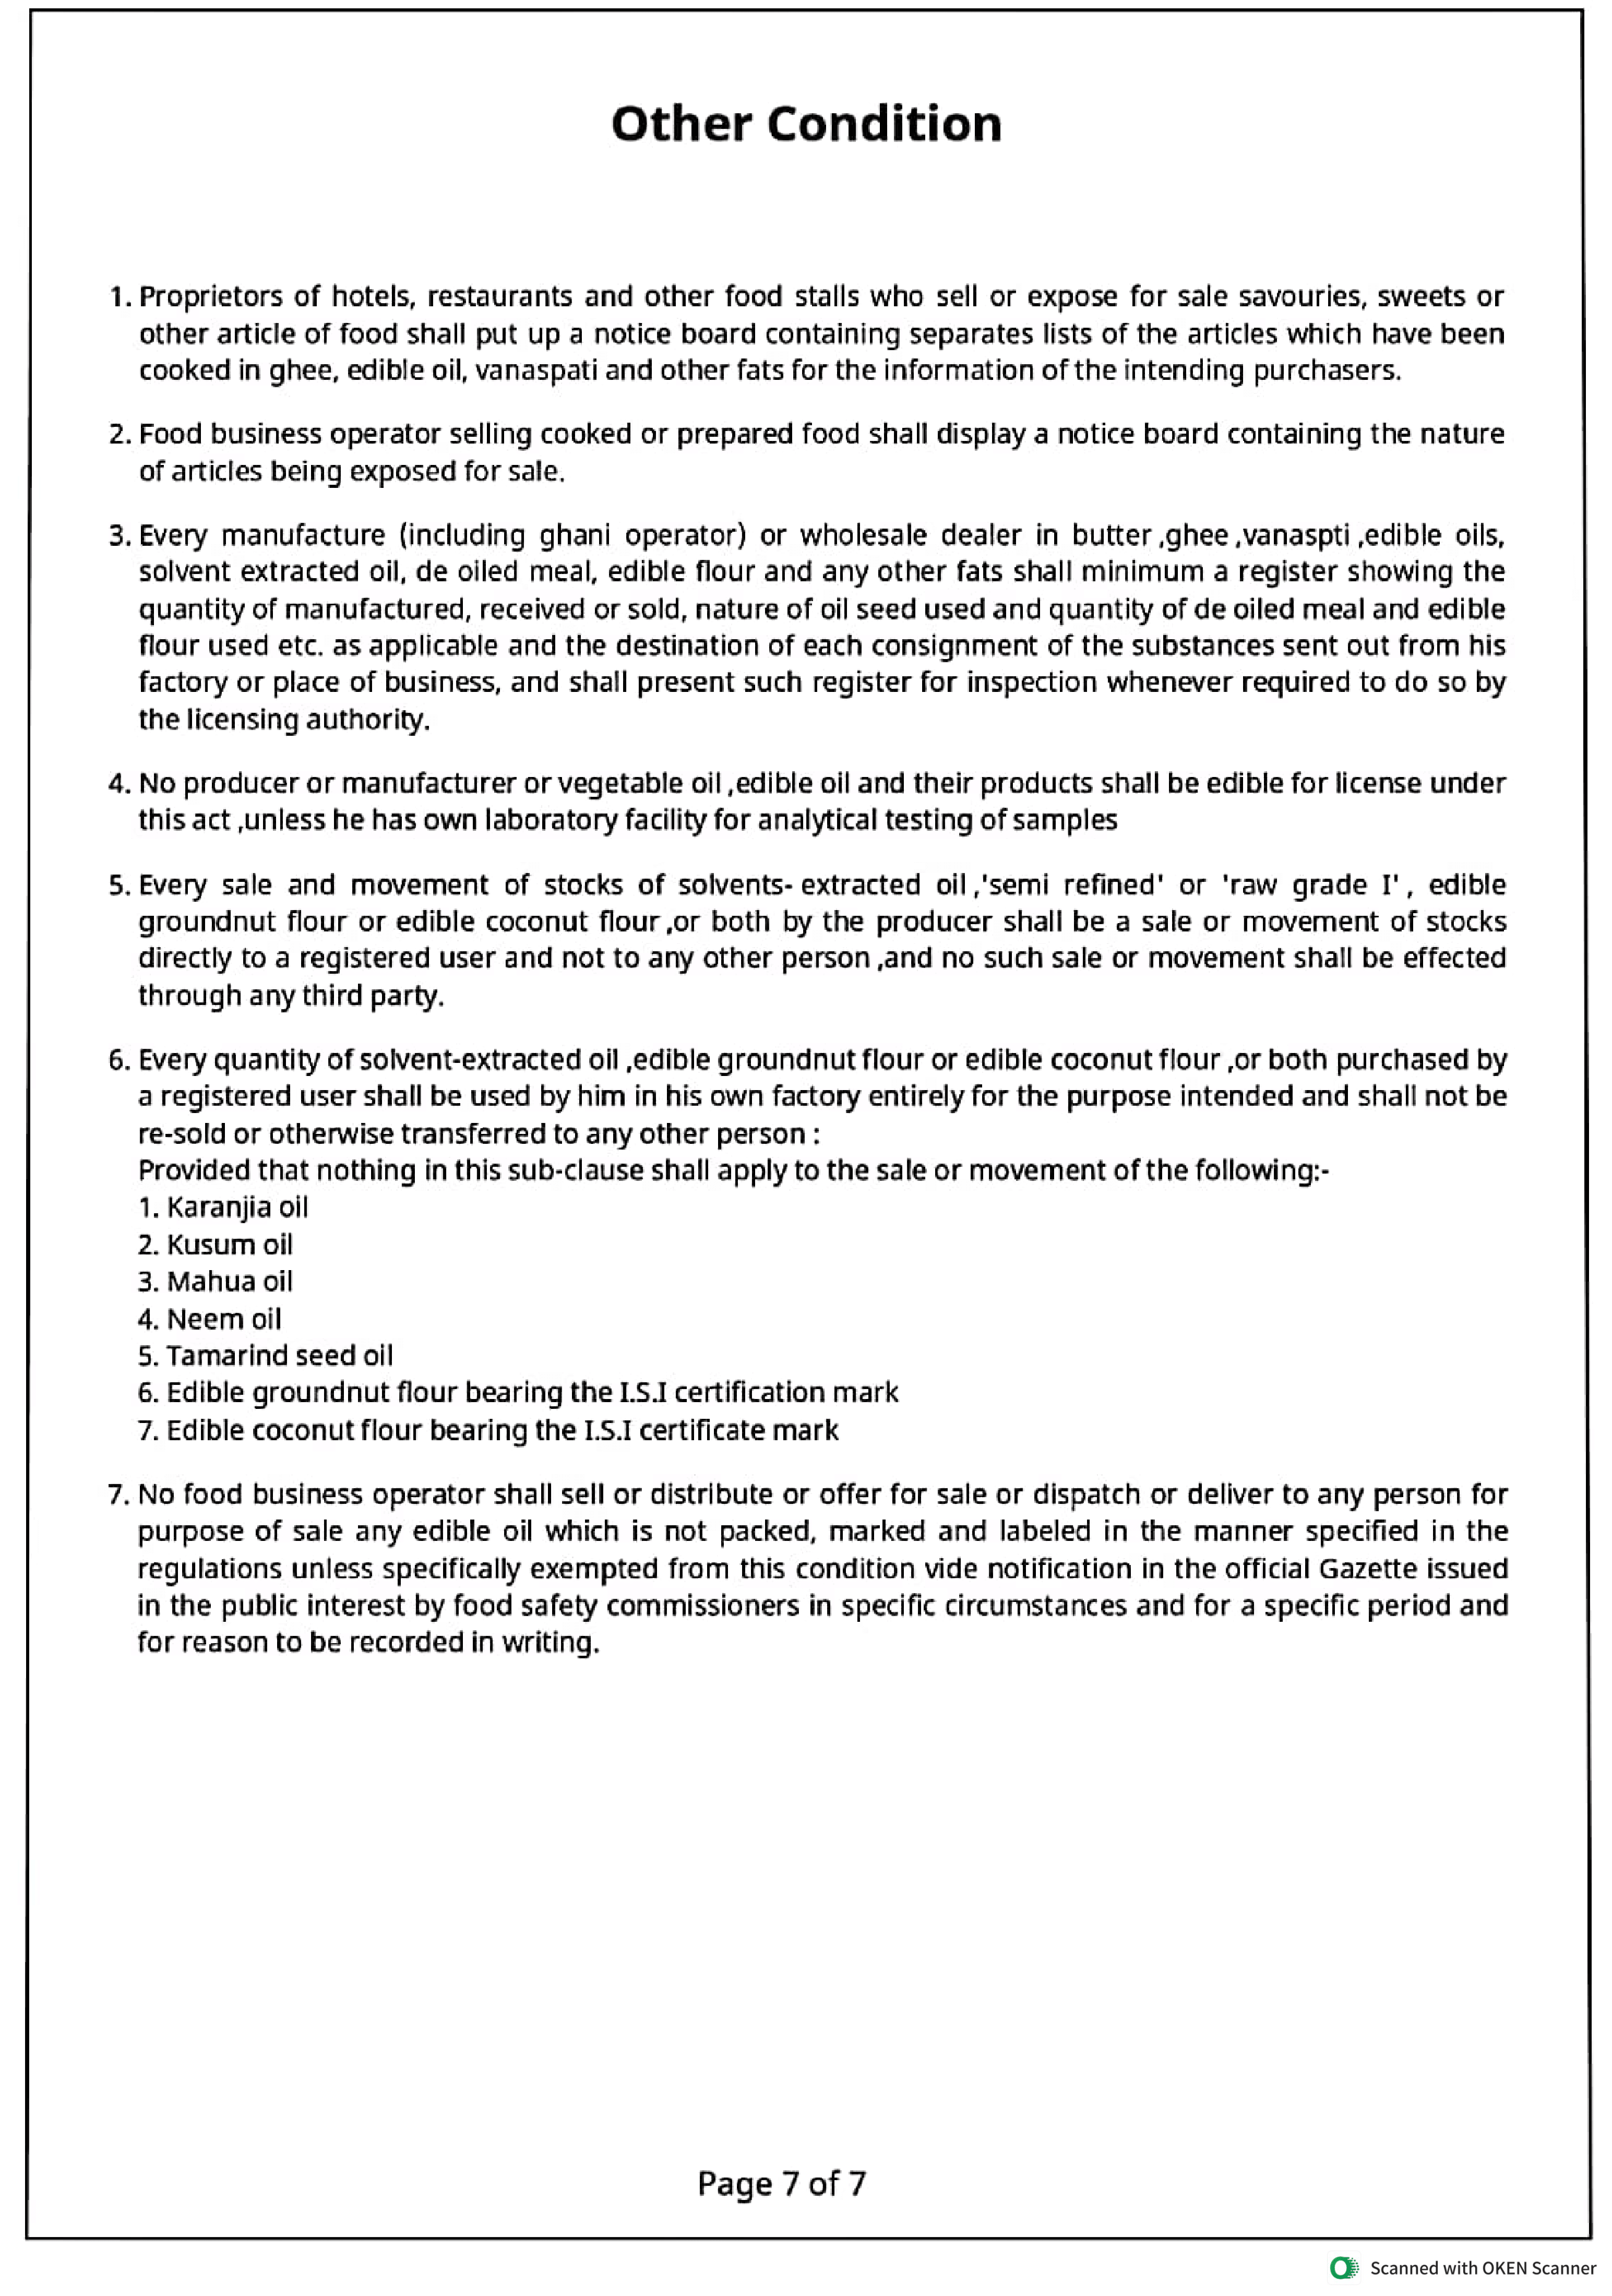 Other Condition
1. Proprietors of hotels, restaurants and other food stalls who sell or expose for sale savouries, sweets or
other article of food shall put up a notice board containing separates lists of the articles which have been
cooked in ghee, edible oil, vanaspati and other fats for the information of the intending purchasers.
2. Food business operator selling cooked or prepared food shall display a notice board containing the nature
of articles being exposed for sale.
3. Every manufacture (including ghani operator) or wholesale dealer in butter ,ghee ,vanaspti ,edible oils,
solvent extracted oil, de oiled meal, edible flour and any other fats shall minimum a register showing the
quantity of manufactured, received or sold, nature of oil seed used and quantity of de oiled meal and edible
flour used etc. as applicable and the destination of each consignment of the substances sent out from his
factory or place of business, and shall present such register for inspection whenever required to do so by
the licensing authority.
4. No producer or manufacturer or vegetable oil ,edible oil and their products shall be edible for license under
this act ,unless he has own laboratory facility for analytical testing of samples
5. Every sale and movement of stocks of solvents- extracted oil ,'semi refined' or 'raw grade I' , edible
groundnut flour or edible coconut flour ,or both by the producer shall be a sale or movement of stocks
directly to a registered user and not to any other person ,and no such sale or movement shall be effected
through any third party.
6. Every quantity of solvent-extracted oil ,edible groundnut flour or edible coconut flour ,or both purchased by
a registered user shall be used by him in his own factory entirely for the purpose intended and shall not be
re-sold or otherwise transferred to any other person :
Provided that nothing in this sub-clause shall apply to the sale or movement of the following:-
1. Karanjia oil
2. Kusum oil
3. Mahua oil
4. Neem oil
5. Tamarind seed oil
6. Edible groundnut flour bearing the I.S.I certification mark
7. Edible coconut flour bearing the I.S.I certificate mark
7. No food business operator shall sell or distribute or offer for sale or dispatch or deliver to any person for
purpose of sale any edible oil which is not packed, marked and labeled in the manner specified in the
regulations unless specifically exempted from this condition vide notification in the official Gazette issued
in the public interest by food safety commissioners in specific circumstances and for a specific period and
for reason to be recorded in writing.
Page 7 of 7
Scanned with OKEN Scanner